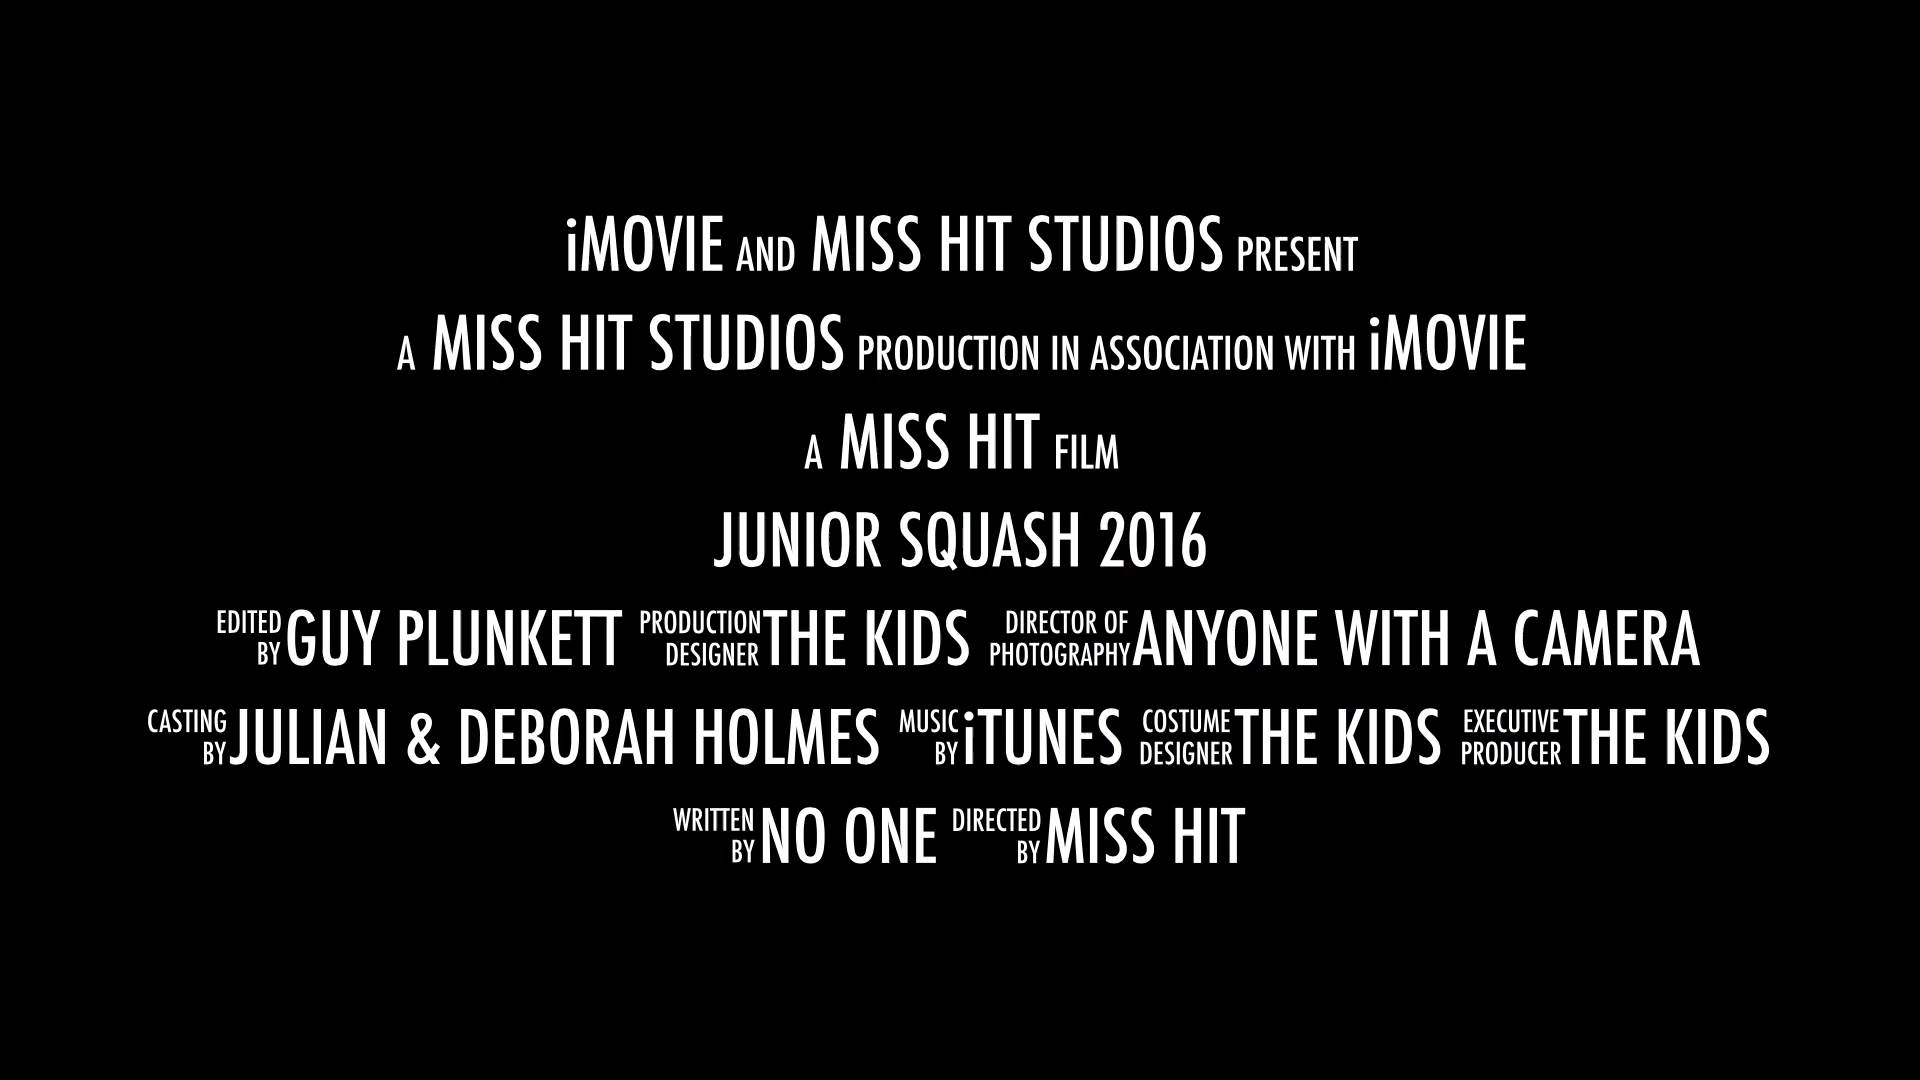 iMOVIE AND MISS HIT STUDIOS PRESENT
A MISS HIT STUDIOS PRODUCTION IN ASSOCIATION WITH iMOVIE
A MISS HIT FILM
JUNIOR SQUASH 2016
EDITED BY GUY PLUNKETT PRODUCTION DESIGNER THE KIDS DIRECTOR OF PHOTOGRAPHY ANYONE WITH A CAMERA
CASTING BY JULIAN & DEBORAH HOLMES MUSIC BY iTUNES COSTUME DESIGNER THE KIDS EXECUTIVE PRODUCER THE KIDS
WRITTEN BY NO ONE DIRECTED BY MISS HIT